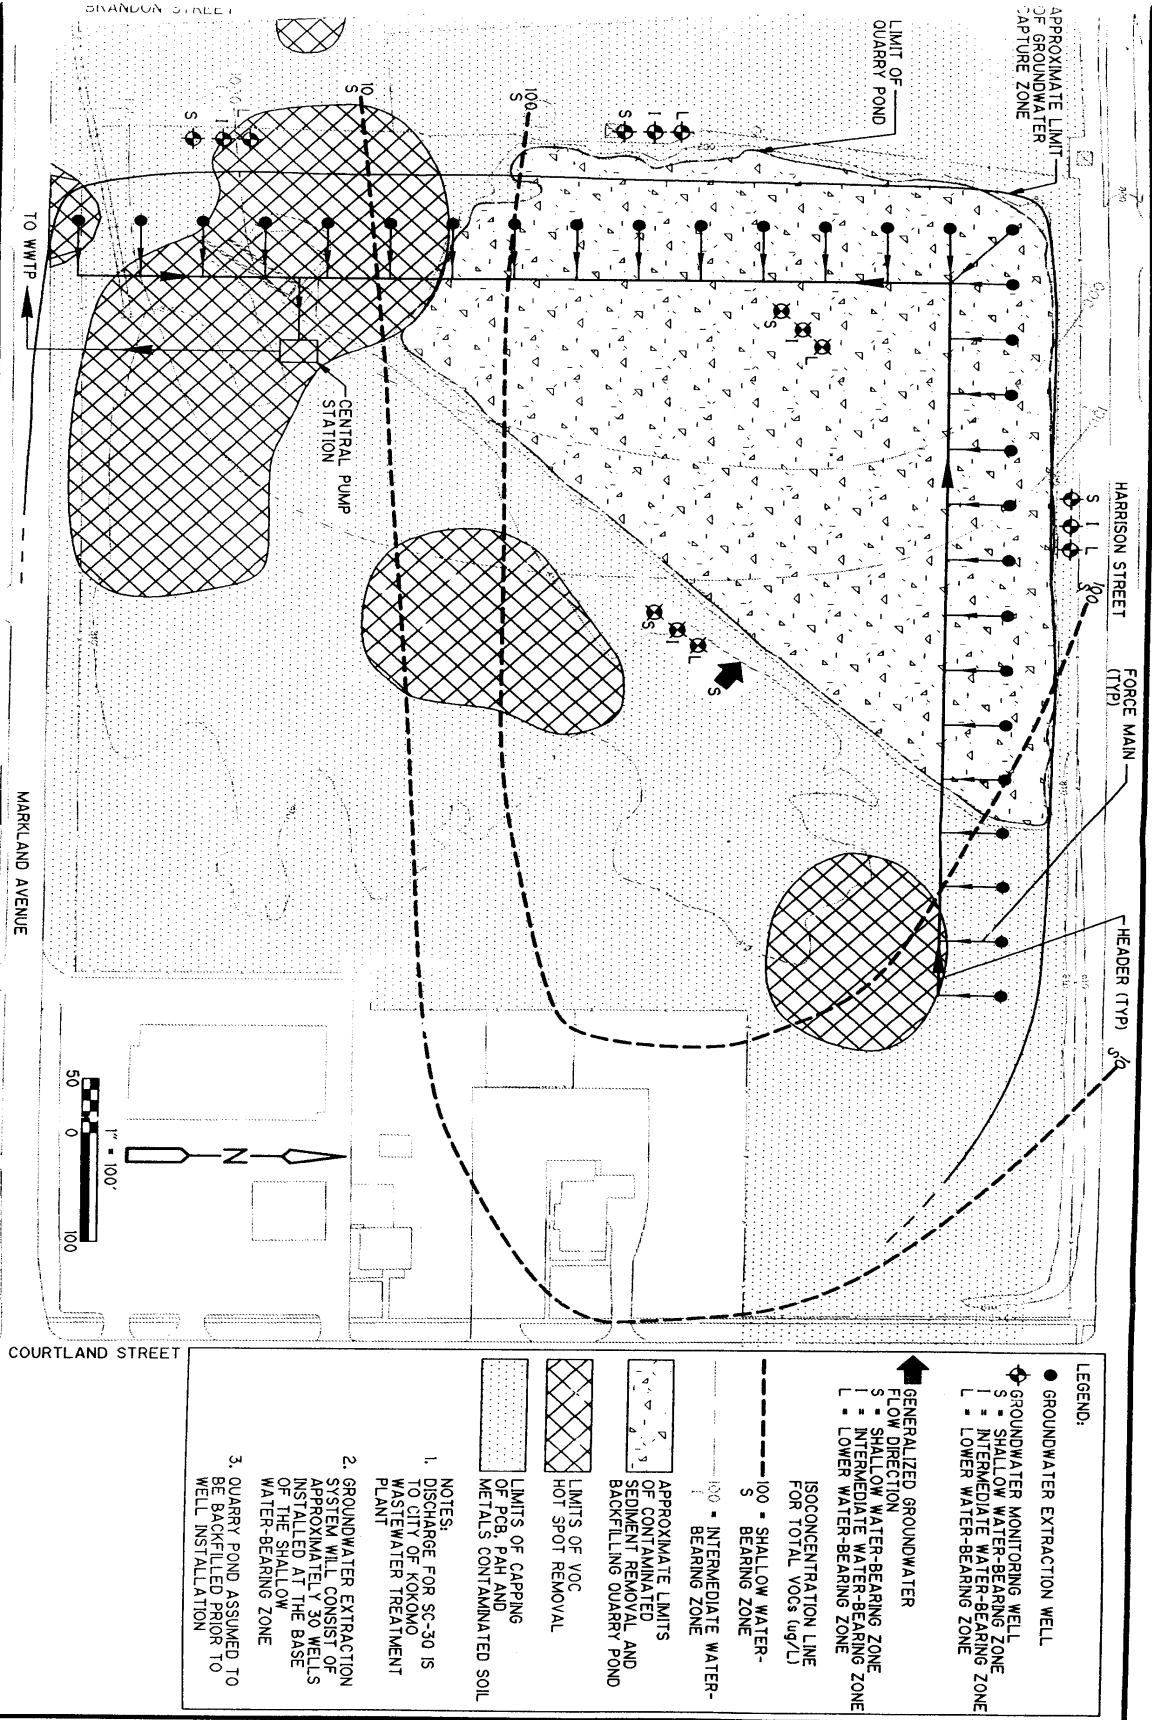 BRANDON STREET
APPROXIMATE LIMIT
OF GROUNDWATER
CAPTURE ZONE
LIMIT OF
QUARRY POND
HARRISON STREET
FORCE MAIN
(TYP)
HEADER (TYP)
100
S
10
S
100
S
10
S
L
I
S
L
I
S
S
I
L
S
I
L
S
I
L
S
CENTRAL PUMP
STATION
TO WWTP
MARKLAND AVENUE
COURTLAND STREET
N
1" = 100'
50
0
100
LEGEND:
GROUNDWATER EXTRACTION WELL
GROUNDWATER MONITORING WELL
S = SHALLOW WATER-BEARING ZONE
I = INTERMEDIATE WATER-BEARING ZONE
L = LOWER WATER-BEARING ZONE
GENERALIZED GROUNDWATER
FLOW DIRECTION
S = SHALLOW WATER-BEARING ZONE
I = INTERMEDIATE WATER-BEARING ZONE
L = LOWER WATER-BEARING ZONE
ISOCONCENTRATION LINE
FOR TOTAL VOCs (ug/L)
100 = SHALLOW WATER-
S BEARING ZONE
100 = INTERMEDIATE WATER-
I BEARING ZONE
APPROXIMATE LIMITS
OF CONTAMINATED
SEDIMENT REMOVAL AND
BACKFILLING QUARRY POND
LIMITS OF VOC
HOT SPOT REMOVAL
LIMITS OF CAPPING
OF PCB, PAH AND
METALS CONTAMINATED SOIL
NOTES:
1. DISCHARGE FOR SC-30 IS
TO CITY OF KOKOMO
WASTEWATER TREATMENT
PLANT
2. GROUNDWATER EXTRACTION
SYSTEM WILL CONSIST OF
APPROXIMATELY 30 WELLS
INSTALLED AT THE BASE
OF THE SHALLOW
WATER-BEARING ZONE
3. QUARRY POND ASSUMED TO
BE BACKFILLED PRIOR TO
WELL INSTALLATION